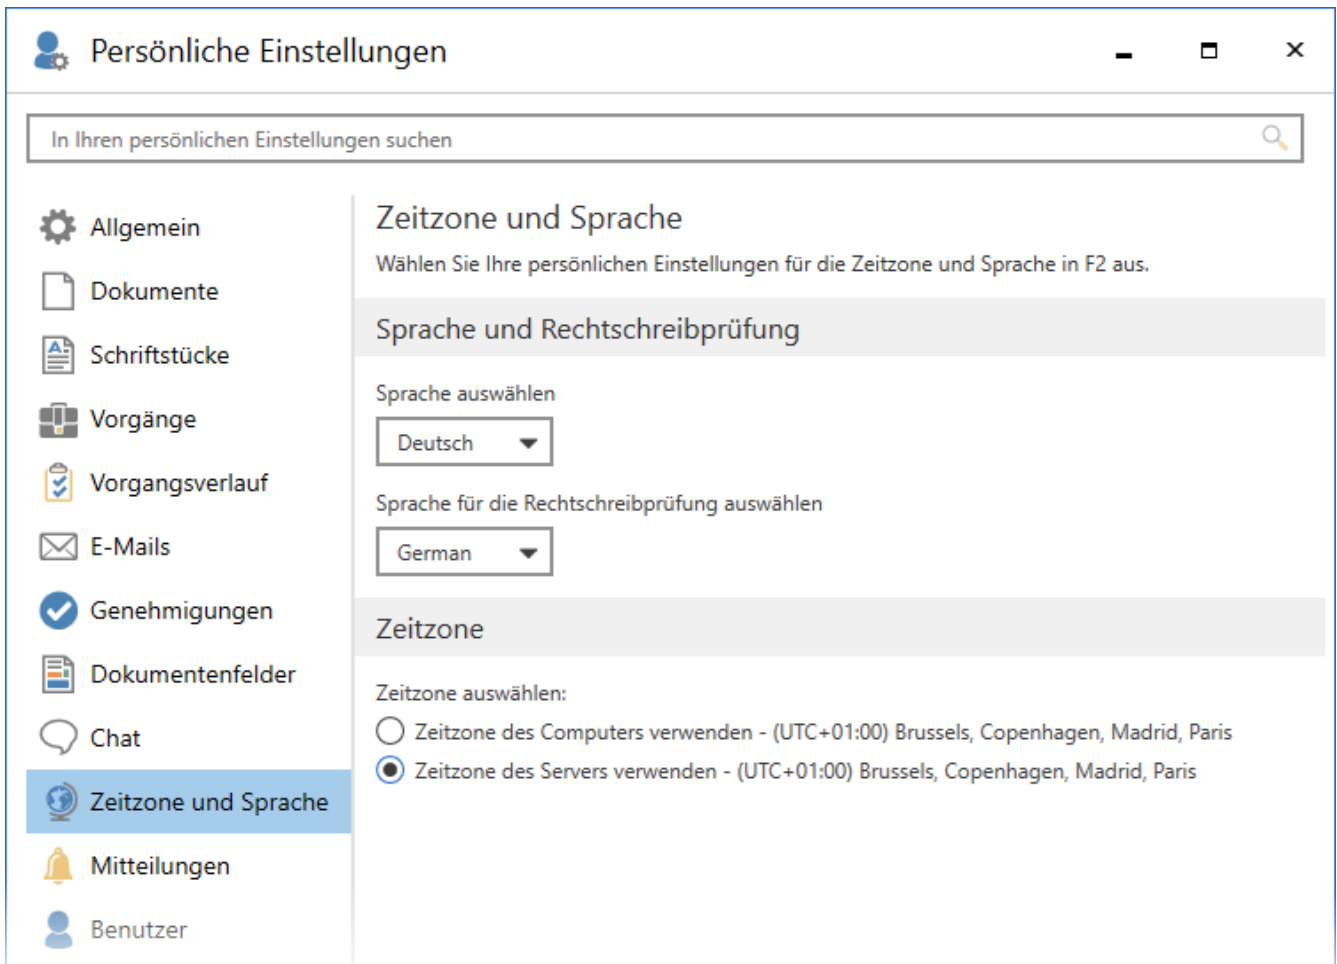 Persönliche Einstellungen
In Ihren persönlichen Einstellungen suchen
Allgemein
Dokumente
Schriftstücke
Vorgänge
Vorgangsverlauf
E-Mails
Genehmigungen
Dokumentenfelder
Chat
Zeitzone und Sprache
Mitteilungen
Benutzer
Zeitzone und Sprache
Wählen Sie Ihre persönlichen Einstellungen für die Zeitzone und Sprache in F2 aus.
Sprache und Rechtschreibprüfung
Sprache auswählen
Deutsch
Sprache für die Rechtschreibprüfung auswählen
German
Zeitzone
Zeitzone auswählen:
Zeitzone des Computers verwenden - (UTC+01:00) Brussels, Copenhagen, Madrid, Paris
Zeitzone des Servers verwenden - (UTC+01:00) Brussels, Copenhagen, Madrid, Paris